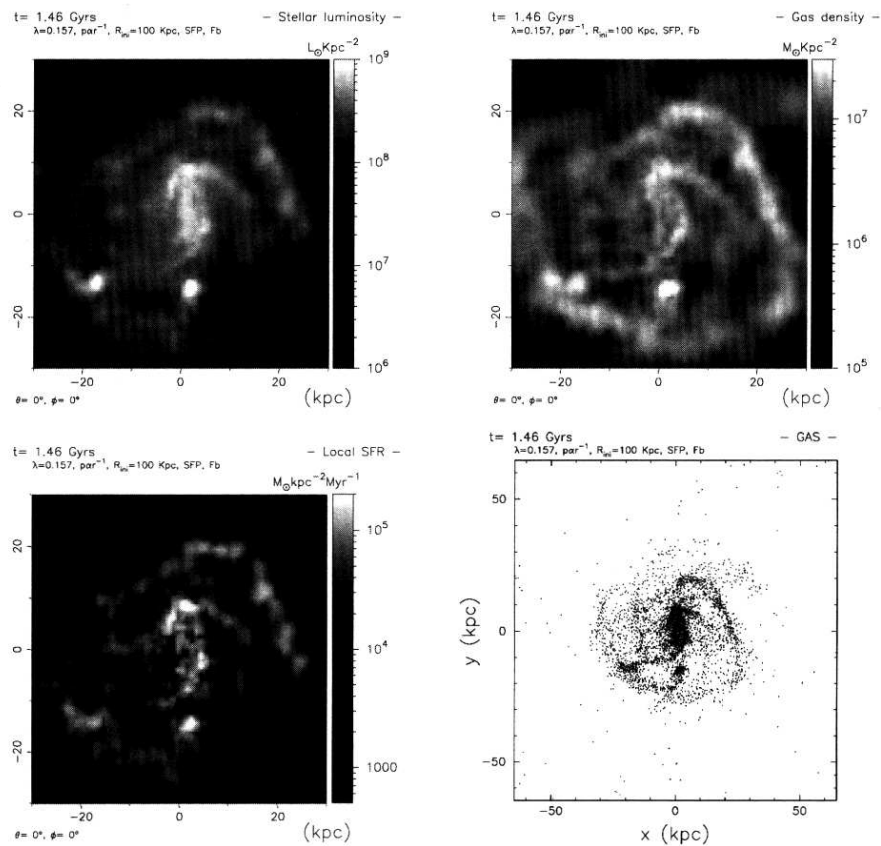 t= 1.46 Gyrs – Stellar luminosity –
λ=0.157, par⁻¹, R_ini=100 Kpc, SFP, Fb
L⊙Kpc⁻²
10⁹
10⁸
10⁷
10⁶
20
0
−20
−20 0 20 (kpc)
θ= 0°, ϕ= 0°
t= 1.46 Gyrs – Gas density –
λ=0.157, par⁻¹, R_ini=100 Kpc, SFP, Fb
M⊙Kpc⁻²
10⁷
10⁶
10⁵
20
0
−20
−20 0 20 (kpc)
θ= 0°, ϕ= 0°
t= 1.46 Gyrs – Local SFR –
λ=0.157, par⁻¹, R_ini=100 Kpc, SFP, Fb
M⊙kpc⁻²Myr⁻¹
10⁵
10⁴
1000
20
0
−20
−20 0 20 (kpc)
θ= 0°, ϕ= 0°
t= 1.46 Gyrs – GAS –
λ=0.157, par⁻¹, R_ini=100 Kpc, SFP, Fb
50
0
−50
y (kpc)
−50 0 50
x (kpc)